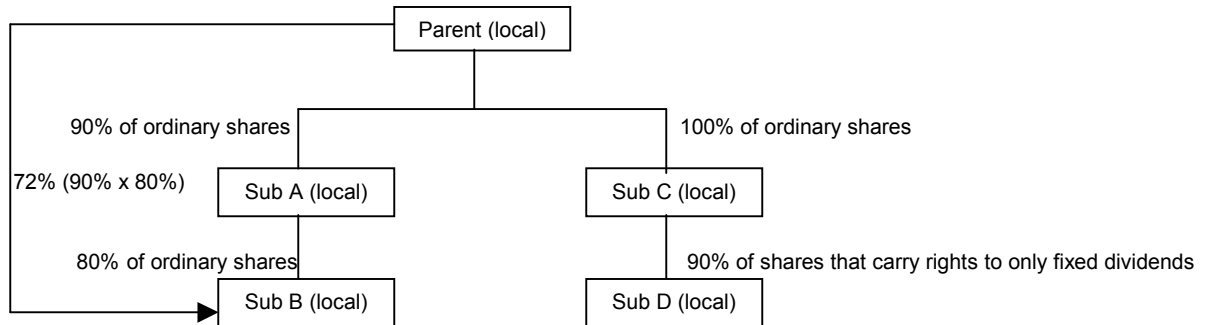 Parent (local)
90% of ordinary shares
100% of ordinary shares
72% (90% x 80%)
Sub A (local)
Sub C (local)
80% of ordinary shares
90% of shares that carry rights to only fixed dividends
Sub B (local)
Sub D (local)